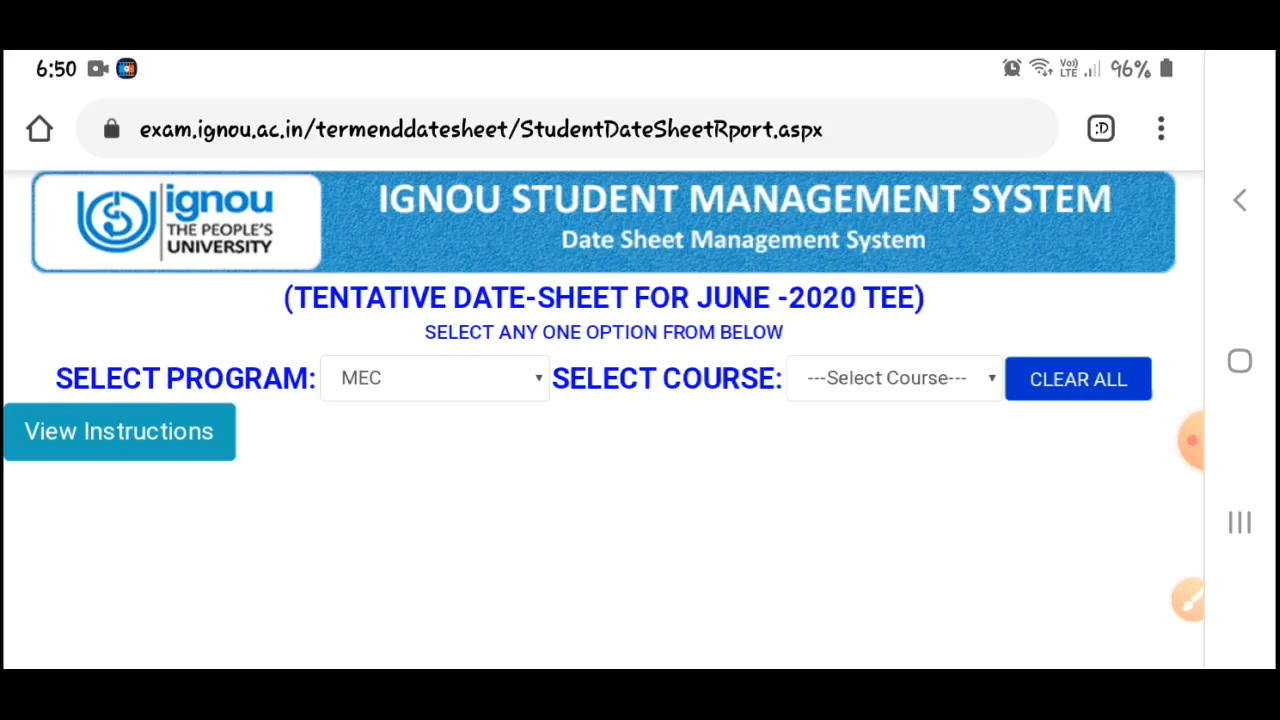 6:50 Vo)) LTE 96%
exam.ignou.ac.in/termenddatesheet/StudentDateSheetRport.aspx :D
ignou
THE PEOPLE'S
UNIVERSITY
IGNOU STUDENT MANAGEMENT SYSTEM
Date Sheet Management System
(TENTATIVE DATE-SHEET FOR JUNE -2020 TEE)
SELECT ANY ONE OPTION FROM BELOW
SELECT PROGRAM: MEC SELECT COURSE: ---Select Course--- CLEAR ALL
View Instructions